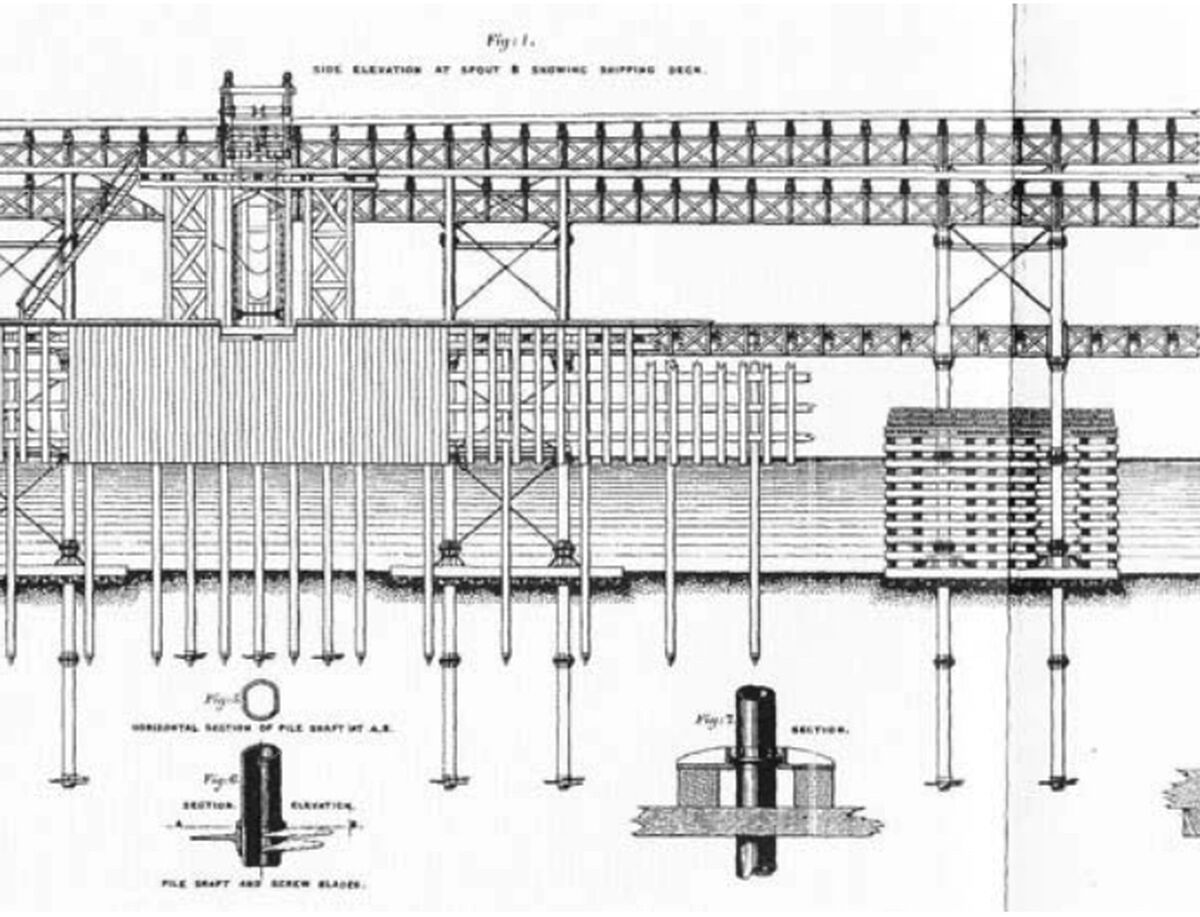 Fig: 1.
SIDE ELEVATION AT SPOUT B SHOWING SHIPPING DECK.
Fig: 5.
HORIZONTAL SECTION OF PILE SHAFT AT A.B.
Fig: 6.
SECTION. ELEVATION.
A B.
PILE SHAFT AND SCREW BLADES.
Fig: 7.
SECTION.